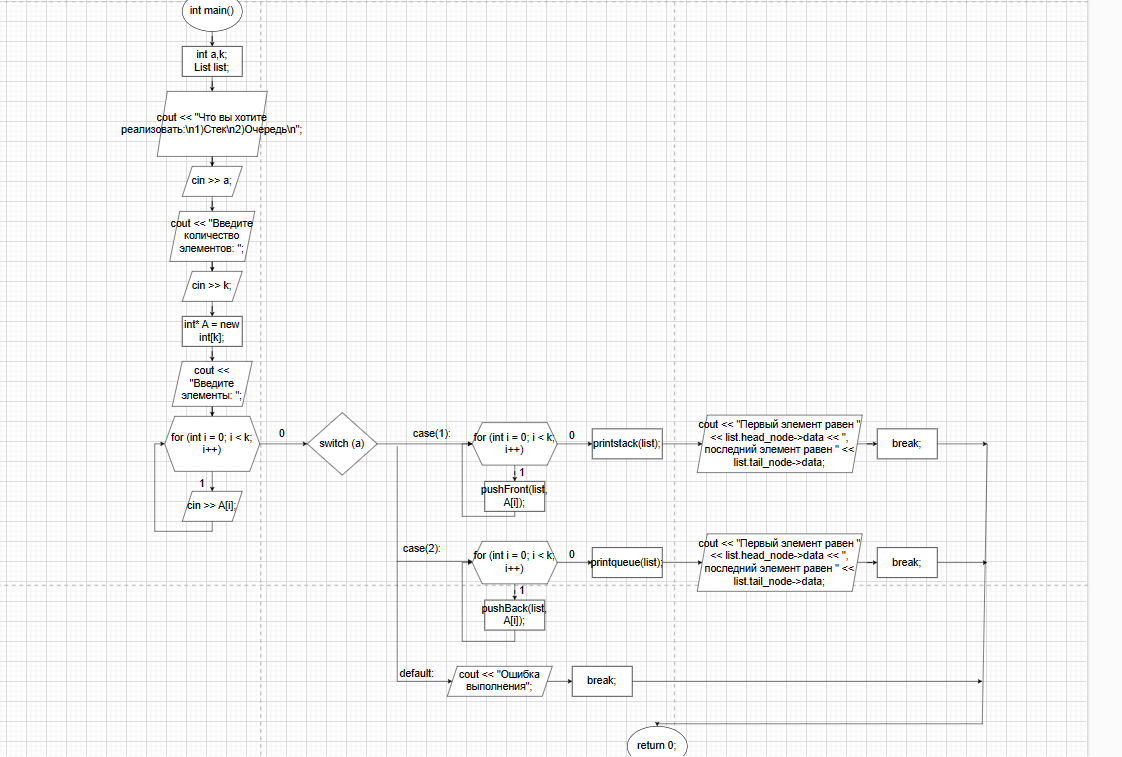 int main()
int a,k;
List list;
cout << "Что вы хотите
реализовать:\n1)Стек\n2)Очередь\n";
cin >> a;
cout << "Введите
количество
элементов: ";
cin >> k;
int* A = new
int[k];
cout <<
"Введите
элементы: ";
for (int i = 0; i < k;
i++)
0
1
cin >> A[i];
switch (a)
case(1):
for (int i = 0; i < k;
i++)
0
1
pushFront(list,
A[i]);
printstack(list);
cout << "Первый элемент равен "
<< list.head_node->data << ",
последний элемент равен " <<
list.tail_node->data;
break;
case(2):
for (int i = 0; i < k;
i++)
0
1
pushBack(list,
A[i]);
printqueue(list);
cout << "Первый элемент равен "
<< list.head_node->data << ",
последний элемент равен " <<
list.tail_node->data;
break;
default:
cout << "Ошибка
выполнения";
break;
return 0;